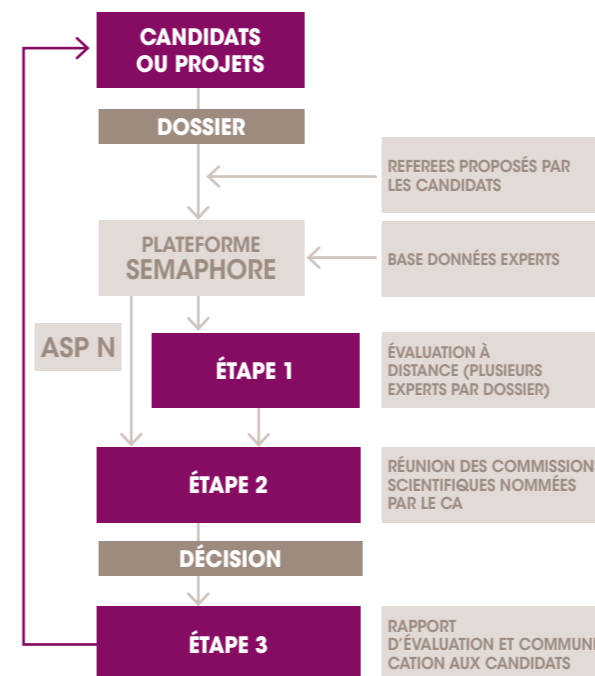 CANDIDATS
OU PROJETS
DOSSIER
REFEREES PROPOSÉS PAR
LES CANDIDATS
PLATEFORME
SEMAPHORE
BASE DONNÉES EXPERTS
ASP N
ÉTAPE 1
ÉVALUATION À
DISTANCE (PLUSIEURS
EXPERTS PAR DOSSIER)
ÉTAPE 2
RÉUNION DES COMMISSIONS
SCIENTIFIQUES NOMMÉES
PAR LE CA
DÉCISION
ÉTAPE 3
RAPPORT
D'ÉVALUATION ET COMMUNI
CATION AUX CANDIDATS